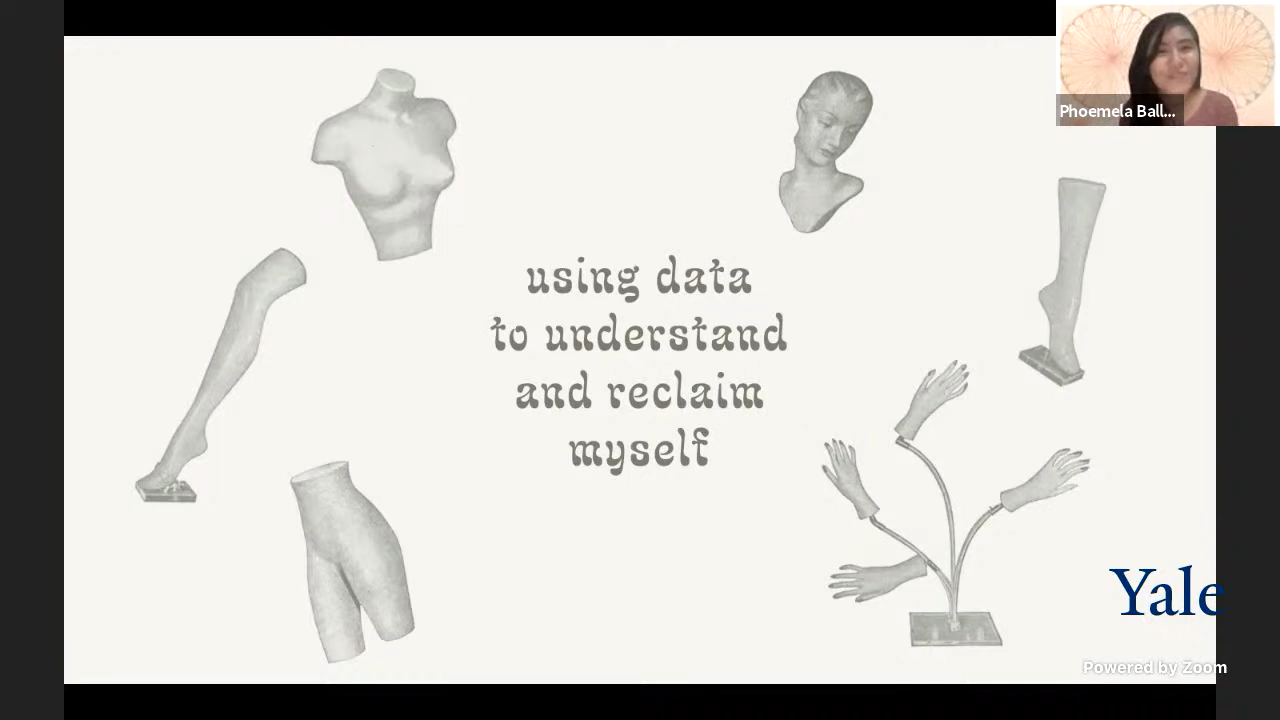 Phoemela Ball...
using data
to understand
and reclaim
myself
Yale
Powered by Zoom